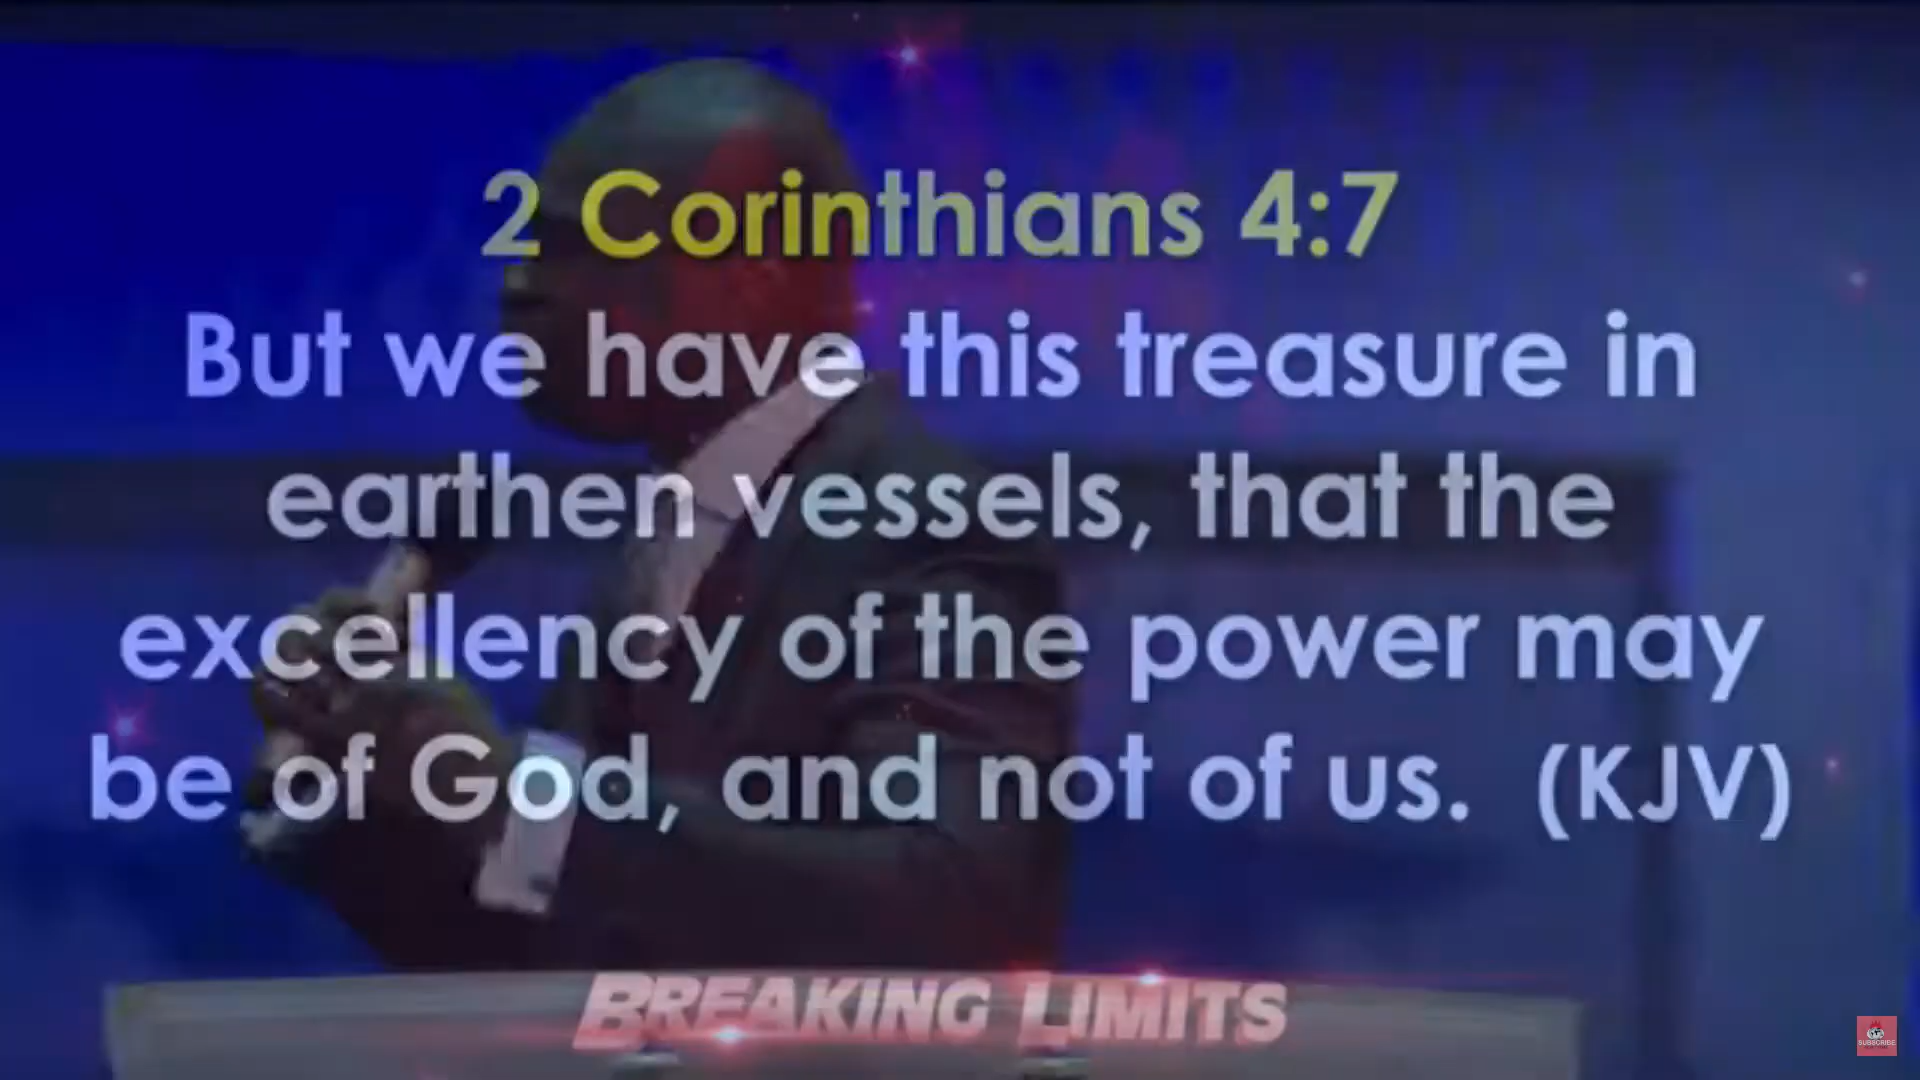 2 Corinthians 4:7
But we have this treasure in
earthen vessels, that the
excellency of the power may
be of God, and not of us. (KJV)
BREAKING LIMITS
SUBSCRIBE